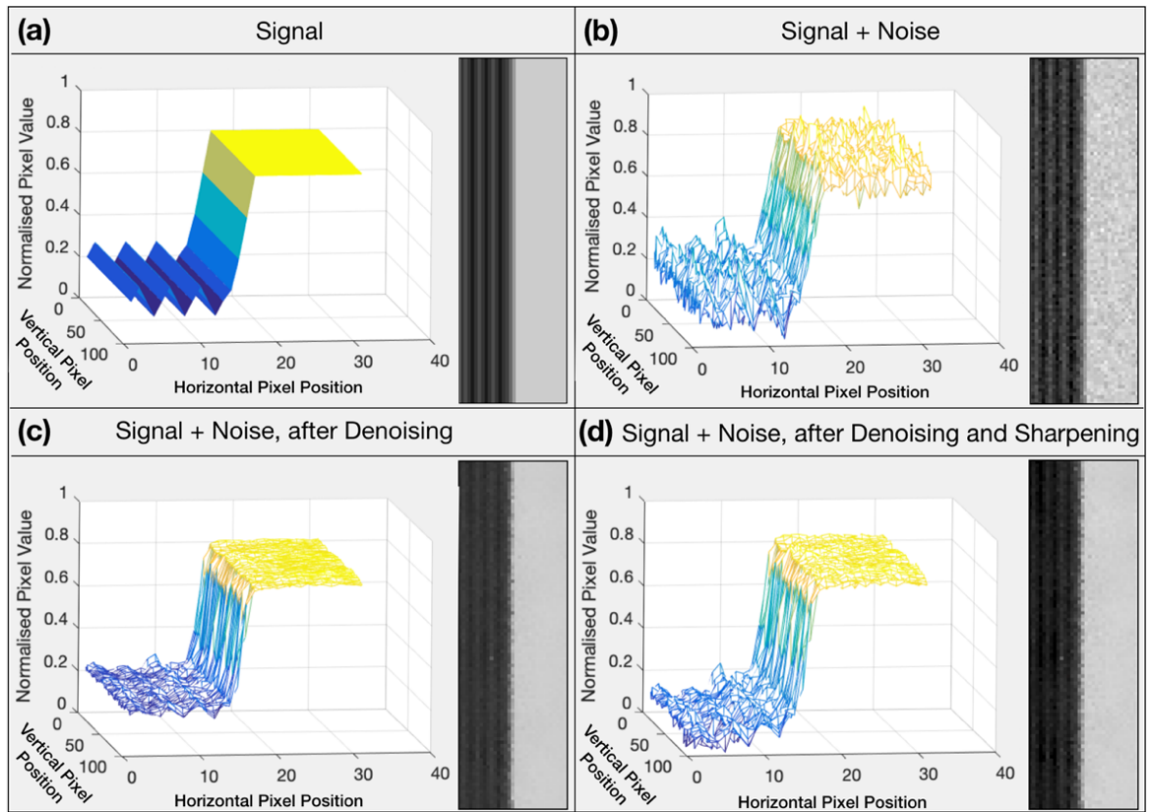 (a) Signal
1
0.8
0.6
0.4
0.2
0
Normalised Pixel Value
0
50
100
Vertical Pixel
Position
0 10 20 30 40
Horizontal Pixel Position
(b) Signal + Noise
1
0.8
0.6
0.4
0.2
0
Normalised Pixel Value
0
50
100
Vertical Pixel
Position
0 10 20 30 40
Horizontal Pixel Position
(c) Signal + Noise, after Denoising
1
0.8
0.6
0.4
0.2
0
Normalised Pixel Value
0
50
100
Vertical Pixel
Position
0 10 20 30 40
Horizontal Pixel Position
(d) Signal + Noise, after Denoising and Sharpening
1
0.8
0.6
0.4
0.2
0
Normalised Pixel Value
0
50
100
Vertical Pixel
Position
0 10 20 30 40
Horizontal Pixel Position